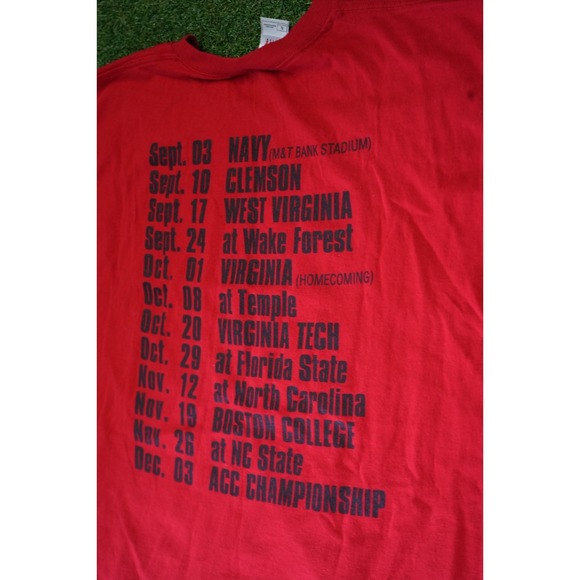 Sept. 03 NAVY (M&T BANK STADIUM)
Sept. 10 CLEMSON
Sept. 17 WEST VIRGINIA
Sept. 24 at Wake Forest
Oct. 01 VIRGINIA (HOMECOMING)
Oct. 08 at Temple
Oct. 20 VIRGINIA TECH
Oct. 29 at Florida State
Nov. 12 at North Carolina
Nov. 19 BOSTON COLLEGE
Nov. 26 at NC State
Dec. 03 ACC CHAMPIONSHIP